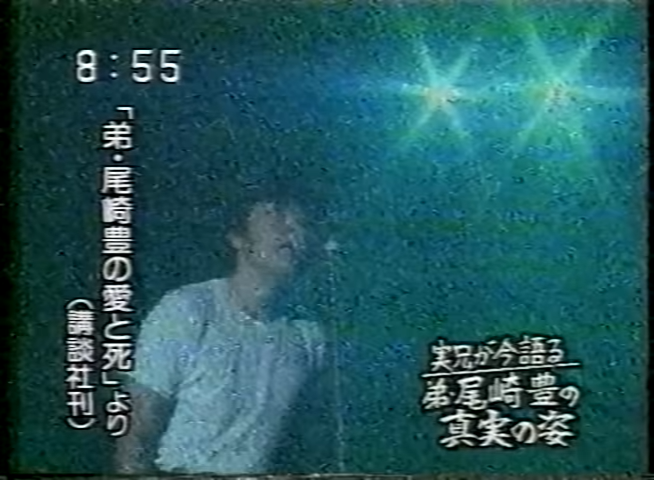 8:55
「弟・尾崎豊の愛と死」より
（講談社刊）
実兄が今語る
弟・尾崎豊の
真実の姿